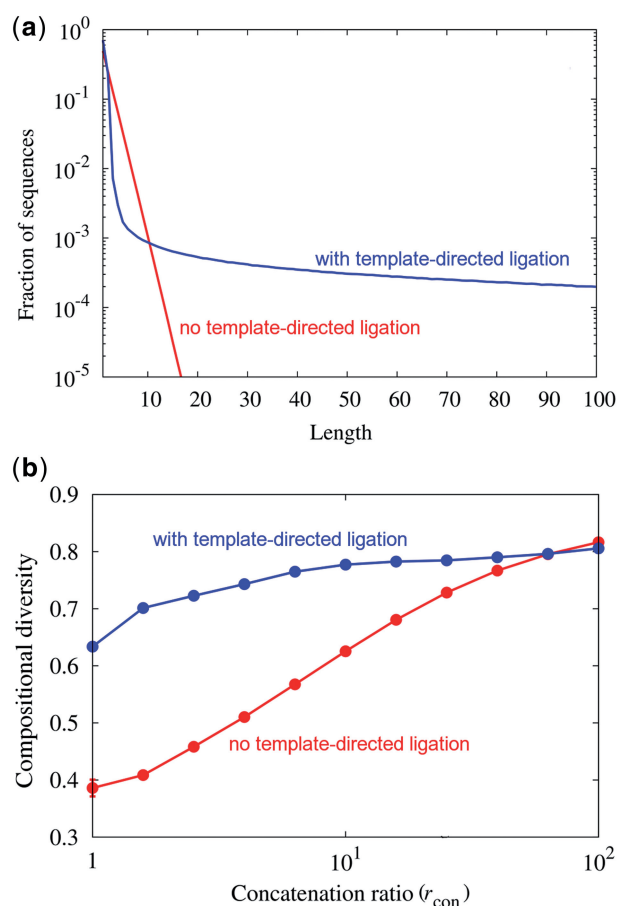 (a)
10^0
10^-1
10^-2
10^-3
10^-4
10^-5
Fraction of sequences
with template-directed ligation
no template-directed ligation
10 20 30 40 50 60 70 80 90 100
Length
(b)
0.9
0.8
0.7
0.6
0.5
0.4
0.3
Compositional diversity
with template-directed ligation
no template-directed ligation
1 10^1 10^2
Concatenation ratio (r_con)